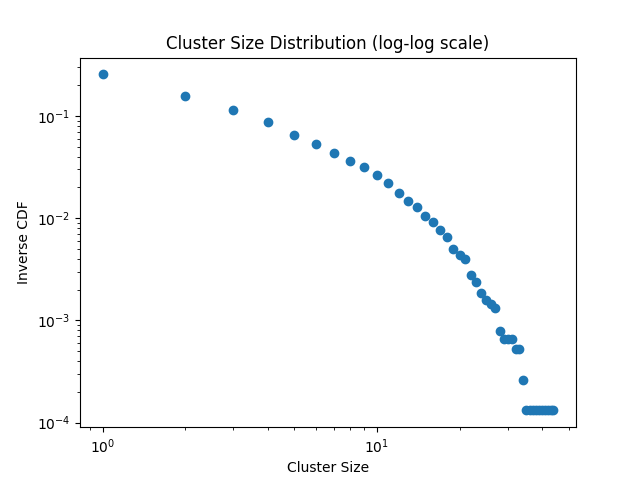 Cluster Size Distribution (log-log scale)
Inverse CDF
10⁻¹
10⁻²
10⁻³
10⁻⁴
10⁰
10¹
Cluster Size